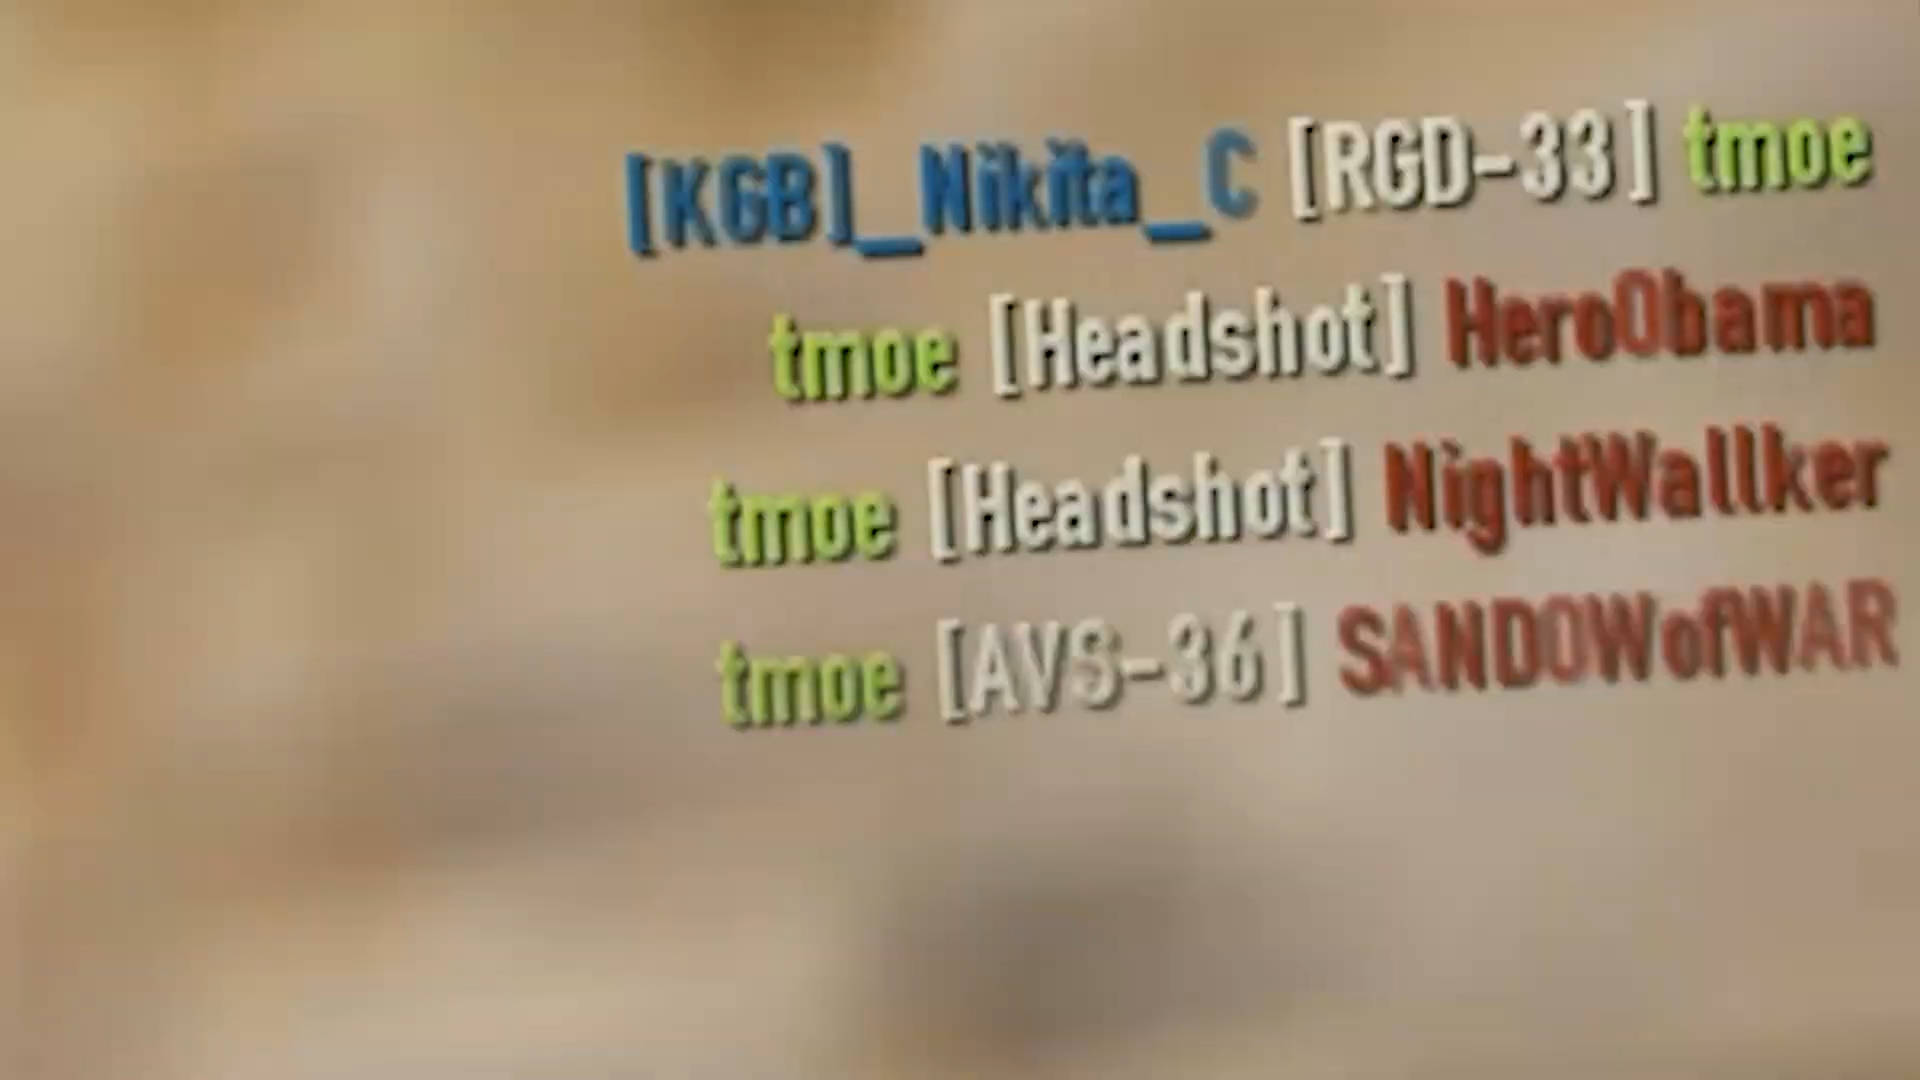 [KGB]_Nikita_C [RGD-33] tmoe
tmoe [Headshot] HeroObama
tmoe [Headshot] NightWallker
tmoe [AVS-36] SANDOWofWAR